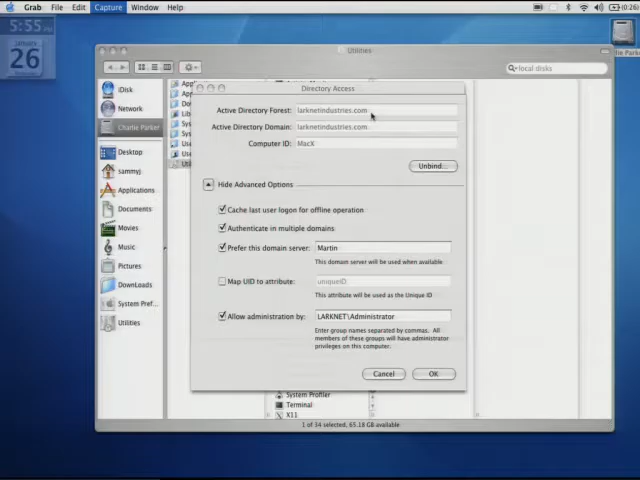 Grab File Edit Capture Window Help (0:26)
5:55 PM
January
26
Utilities
local disks
Charlie Parker
iDisk
Network
Charlie Parker
Desktop
sammyj
Applications
Documents
Movies
Music
Pictures
DownLoads
System Pref...
Utilities
Directory Access
Active Directory Forest: larknetindustries.com
Active Directory Domain: larknetindustries.com
Computer ID: MacX
Unbind...
Hide Advanced Options
Cache last user logon for offline operation
Authenticate in multiple domains
Prefer this domain server: Martin
This domain server will be used when available
Map UID to attribute: uniqueID
This attribute will be used as the Unique ID
Allow administration by: LARKNET\Administrator
Enter group names separated by commas. All
members of these groups will have administrator
privileges on this computer.
Cancel OK
System Profiler
Terminal
X11
1 of 34 selected, 65.18 GB available